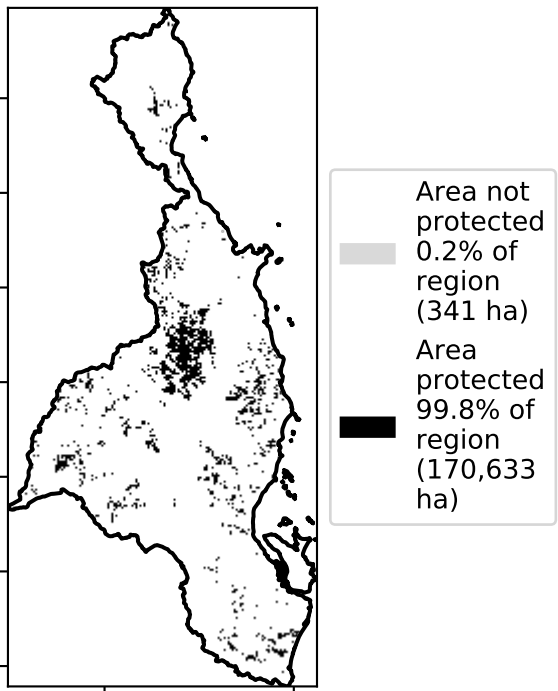 Area not
protected
0.2% of
region
(341 ha)
Area
protected
99.8% of
region
(170,633
ha)